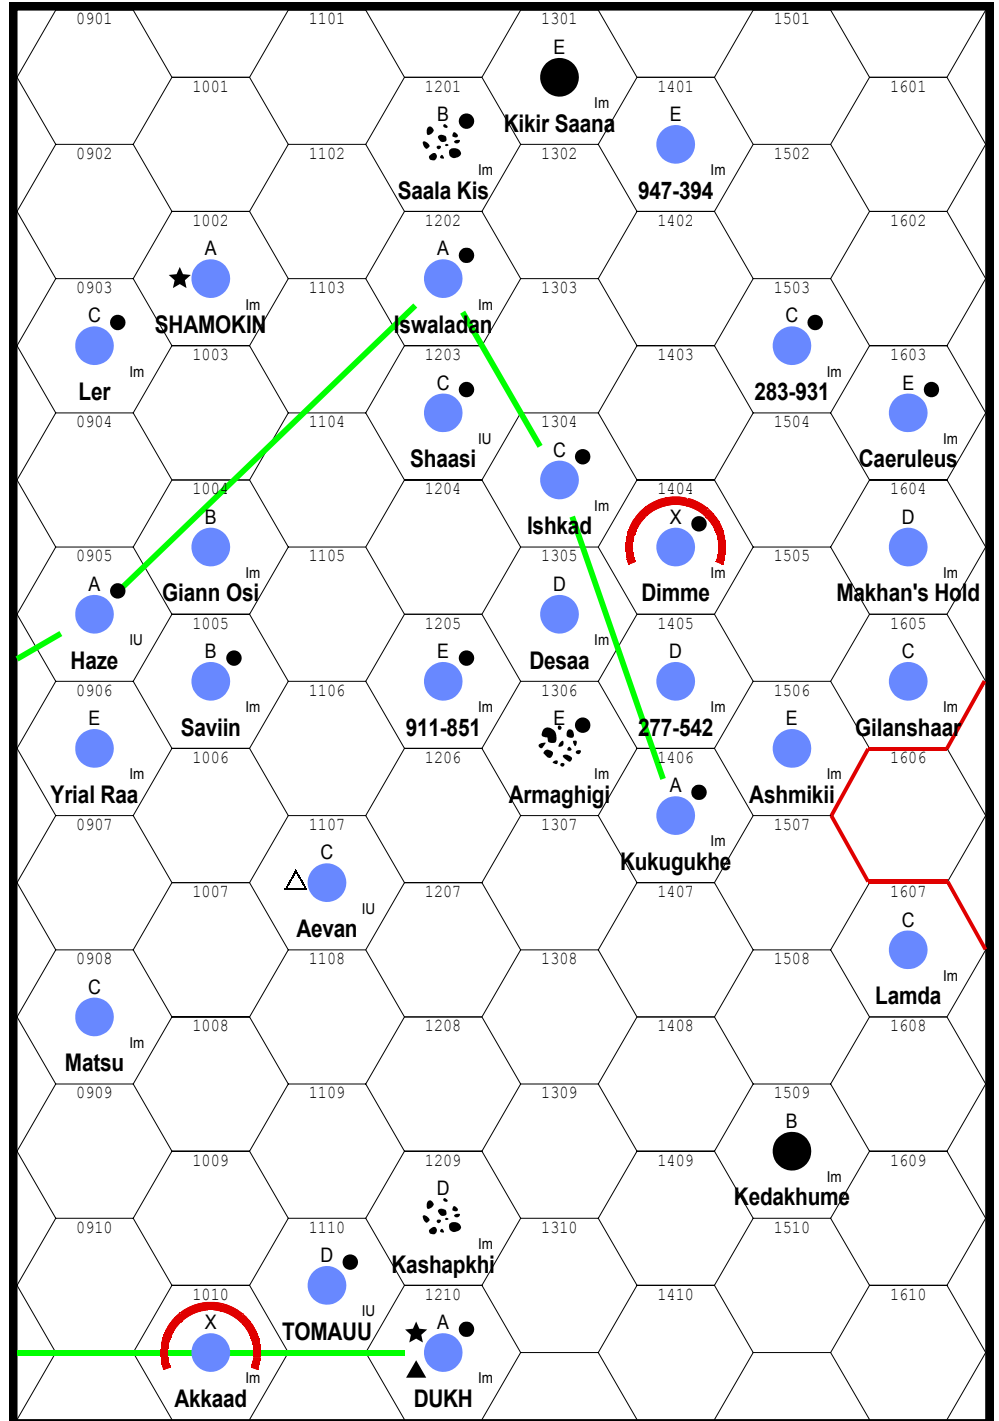 0901
1101
1301
E
Im
Kikir Saana
1501
1001
1201
B
Im
Saala Kis
1401
E
Im
947-394
1601
0902
1102
1302
1502
1002
A
Im
SHAMOKIN
1202
A
Im
Iswaladan
1402
1602
0903
C
Im
Ler
1103
1303
1503
C
Im
283-931
1003
1203
C
IU
Shaasi
1403
1603
E
Im
Caeruleus
0904
1104
1304
C
Im
Ishkad
1504
1004
B
Im
Giann Osi
1204
1404
X
Im
Dimme
1604
D
Im
Makhan's Hold
0905
A
IU
Haze
1105
1305
D
Im
Desaa
1505
1005
B
Im
Saviin
1205
E
Im
911-851
1405
D
277-542
1605
C
Im
Gilanshaar
0906
E
Im
Yrial Raa
1106
1306
E
Im
Armaghigi
1506
E
Im
Ashmikii
1006
1206
1406
A
Im
Kukugukhe
1606
0907
1107
C
IU
Aevan
1307
1507
1007
1207
1407
1607
C
Im
Lamda
0908
C
Im
Matsu
1108
1308
1508
1008
1208
1408
1608
0909
1109
1309
1509
B
Im
Kedakhume
1009
1209
D
Im
Kashapkhi
1409
1609
0910
1110
D
IU
TOMAUU
1310
1510
1010
X
Im
Akkaad
1210
A
Im
DUKH
1410
1610